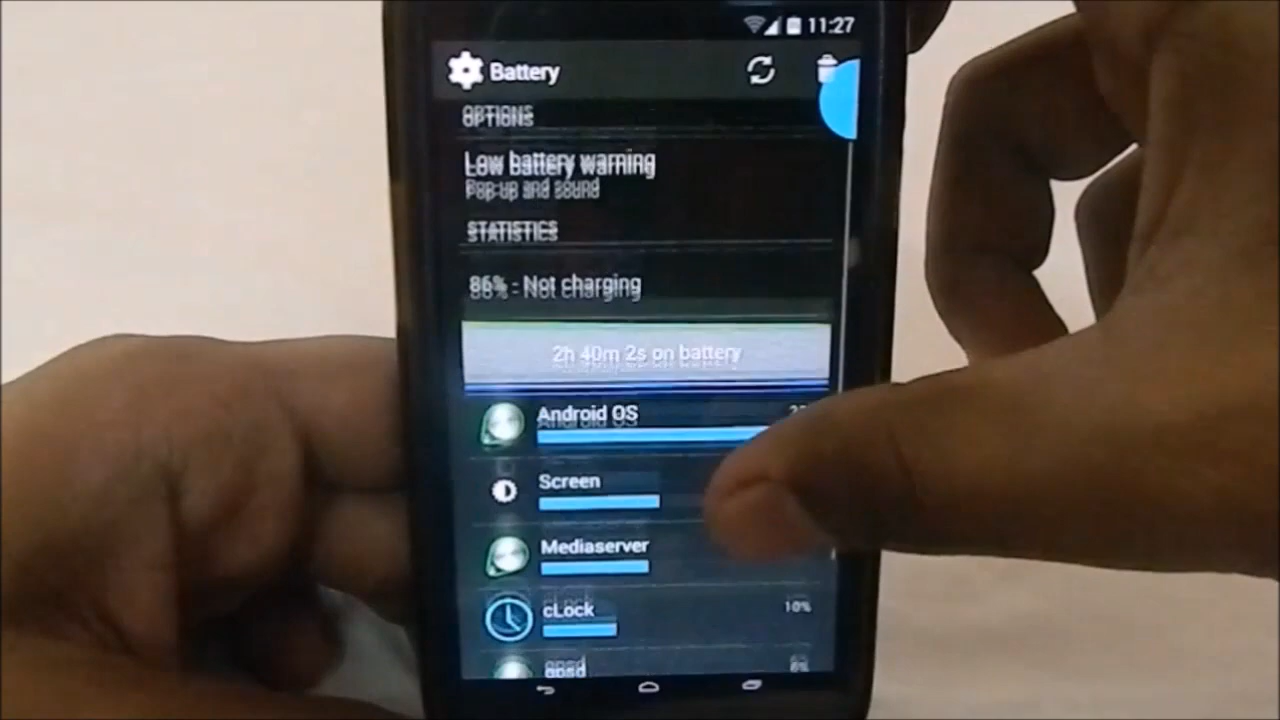 11:27
Battery
OPTIONS
Low battery warning
Pop-up and sound
STATISTICS
86% - Not charging
2h 40m 2s on battery
Android OS
Screen
Mediaserver
cLock
10%
gpsd